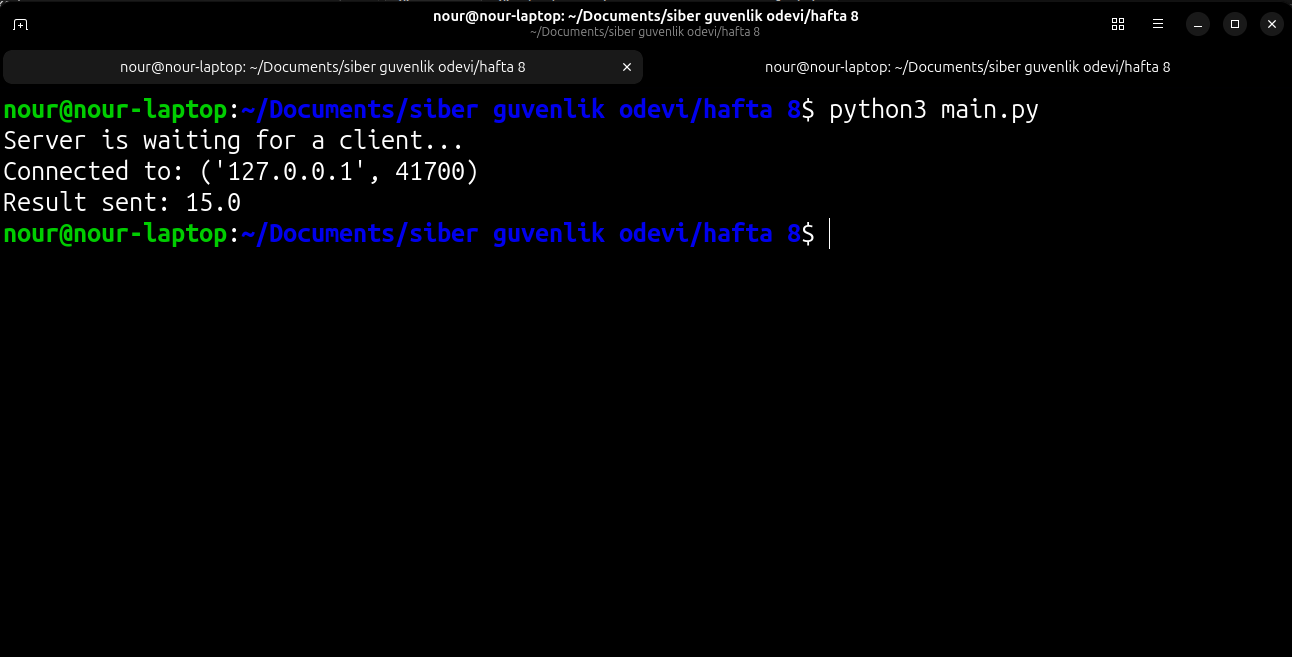 nour@nour-laptop: ~/Documents/siber guvenlik odevi/hafta 8
~/Documents/siber guvenlik odevi/hafta 8
nour@nour-laptop: ~/Documents/siber guvenlik odevi/hafta 8
nour@nour-laptop: ~/Documents/siber guvenlik odevi/hafta 8
nour@nour-laptop:~/Documents/siber guvenlik odevi/hafta 8$ python3 main.py
Server is waiting for a client...
Connected to: ('127.0.0.1', 41700)
Result sent: 15.0
nour@nour-laptop:~/Documents/siber guvenlik odevi/hafta 8$